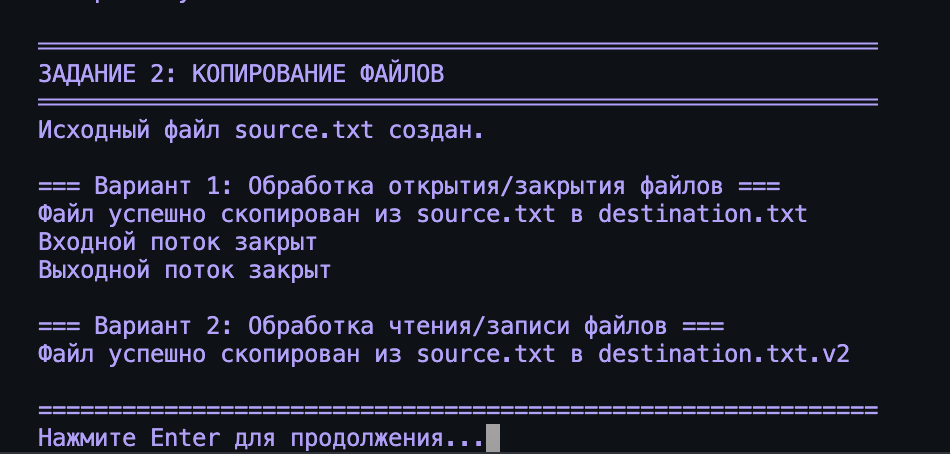 ════════════════════════════════════════════════════════════
ЗАДАНИЕ 2: КОПИРОВАНИЕ ФАЙЛОВ
════════════════════════════════════════════════════════════
Исходный файл source.txt создан.

=== Вариант 1: Обработка открытия/закрытия файлов ===
Файл успешно скопирован из source.txt в destination.txt
Входной поток закрыт
Выходной поток закрыт

=== Вариант 2: Обработка чтения/записи файлов ===
Файл успешно скопирован из source.txt в destination.txt.v2

============================================================
Нажмите Enter для продолжения...